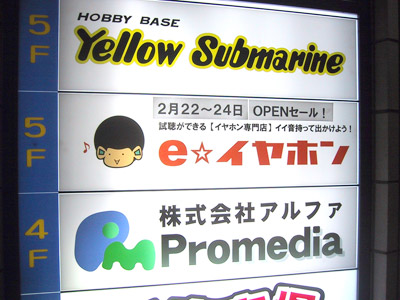 5F
HOBBY BASE
Yellow Submarine
5F
2月22～24日 OPENセール！
試聴ができる【イヤホン専門店】イイ音持って出かけよう！
e☆イヤホン
4F
株式会社アルファ
PM Promedia